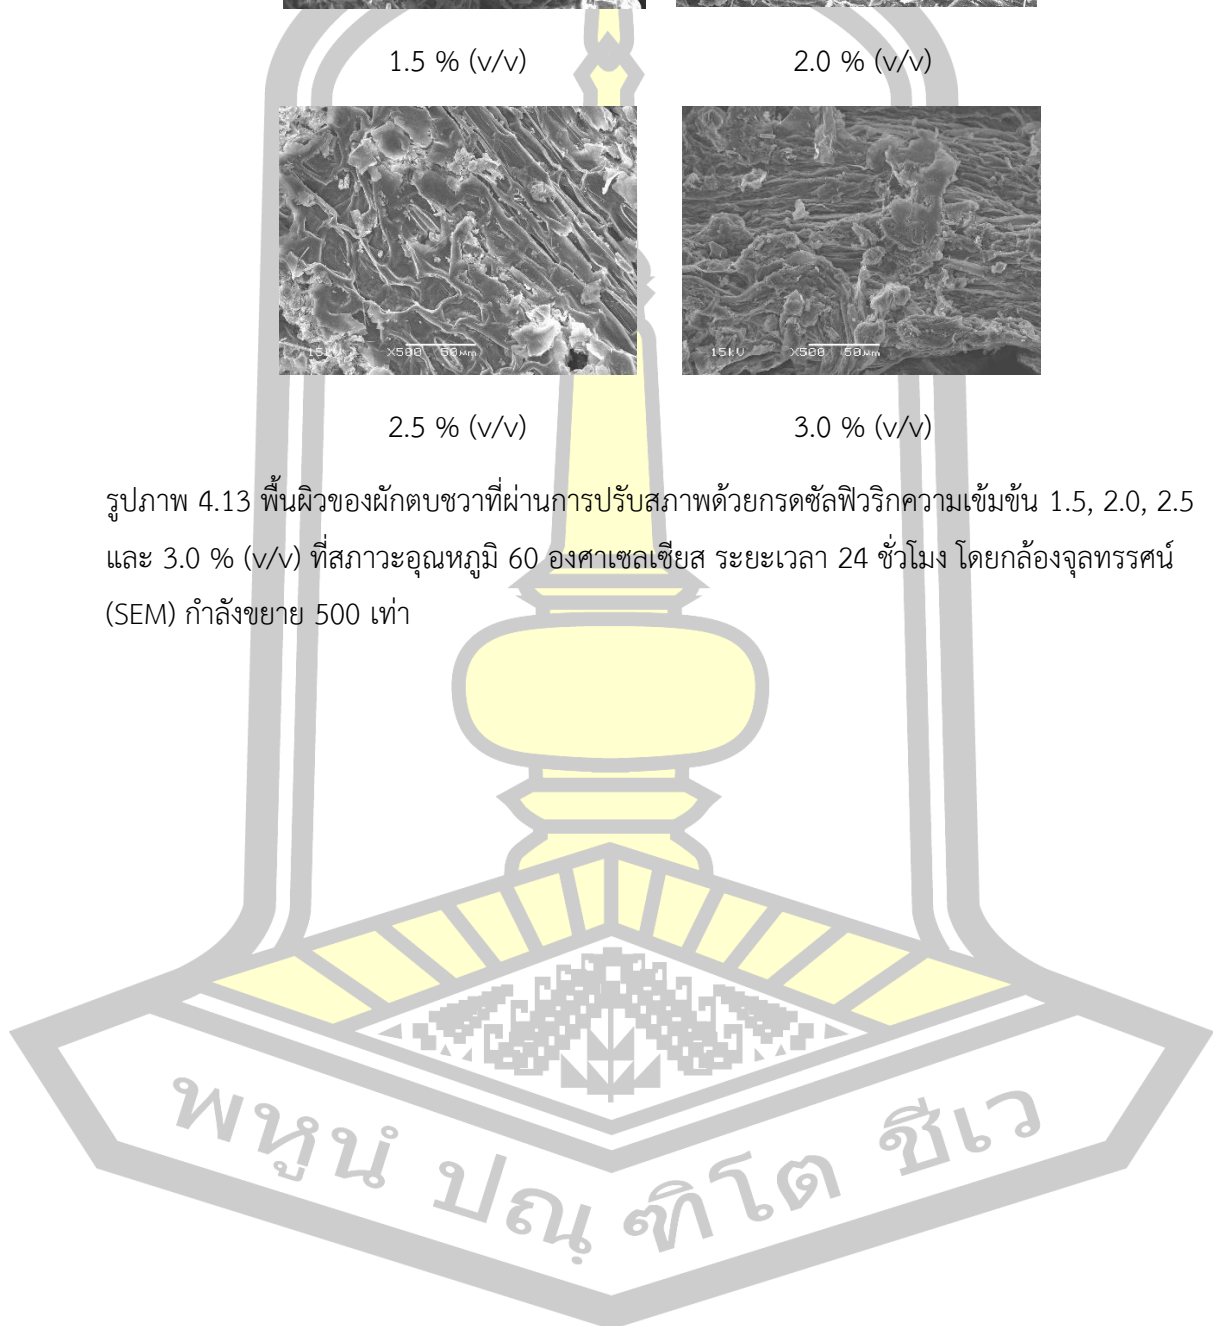 1.5 % (v/v) 2.0 % (v/v)
15kV X500 50µm 15kV X500 50µm
2.5 % (v/v) 3.0 % (v/v)
รูปภาพ 4.13 พื้นผิวของผักตบชวาที่ผ่านการปรับสภาพด้วยกรดซัลฟิวริกความเข้มข้น 1.5, 2.0, 2.5
และ 3.0 % (v/v) ที่สภาวะอุณหภูมิ 60 องศาเซลเซียส ระยะเวลา 24 ชั่วโมง โดยกล้องจุลทรรศน์
(SEM) กำลังขยาย 500 เท่า
พหูนํ ปณฺ ฑิโต ชีเว